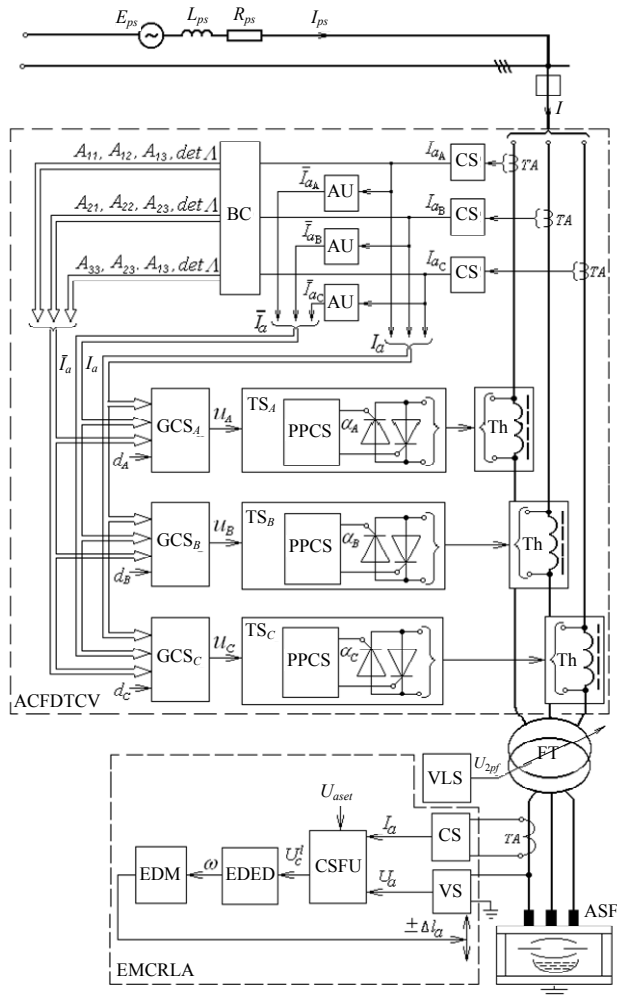 E_ps L_ps R_ps I_ps
I
A_11, A_12, A_13, det Λ
BC
I_aA
CS
TA
Ī_aA
AU
A_21, A_22, A_23, det Λ
I_aB
CS
TA
Ī_aB
AU
A_33, A_23, A_13, det Λ
I_aC
CS
TA
Ī_aC
AU
Ī_a
I_a
Ī_a
I_a
GCS_A
u_A
TS_A
PPCS
α_A
Th
d_A
GCS_B
u_B
TS_B
PPCS
α_B
Th
d_B
GCS_C
u_C
TS_C
PPCS
α_C
Th
d_C
ACFDTCV
FT
VLS
U_2pf
U_aset
I_a
CS
TA
EDM
ω
EDED
U_c^l
CSFU
U_a
VS
ASF
± Δl_a
EMCRLA